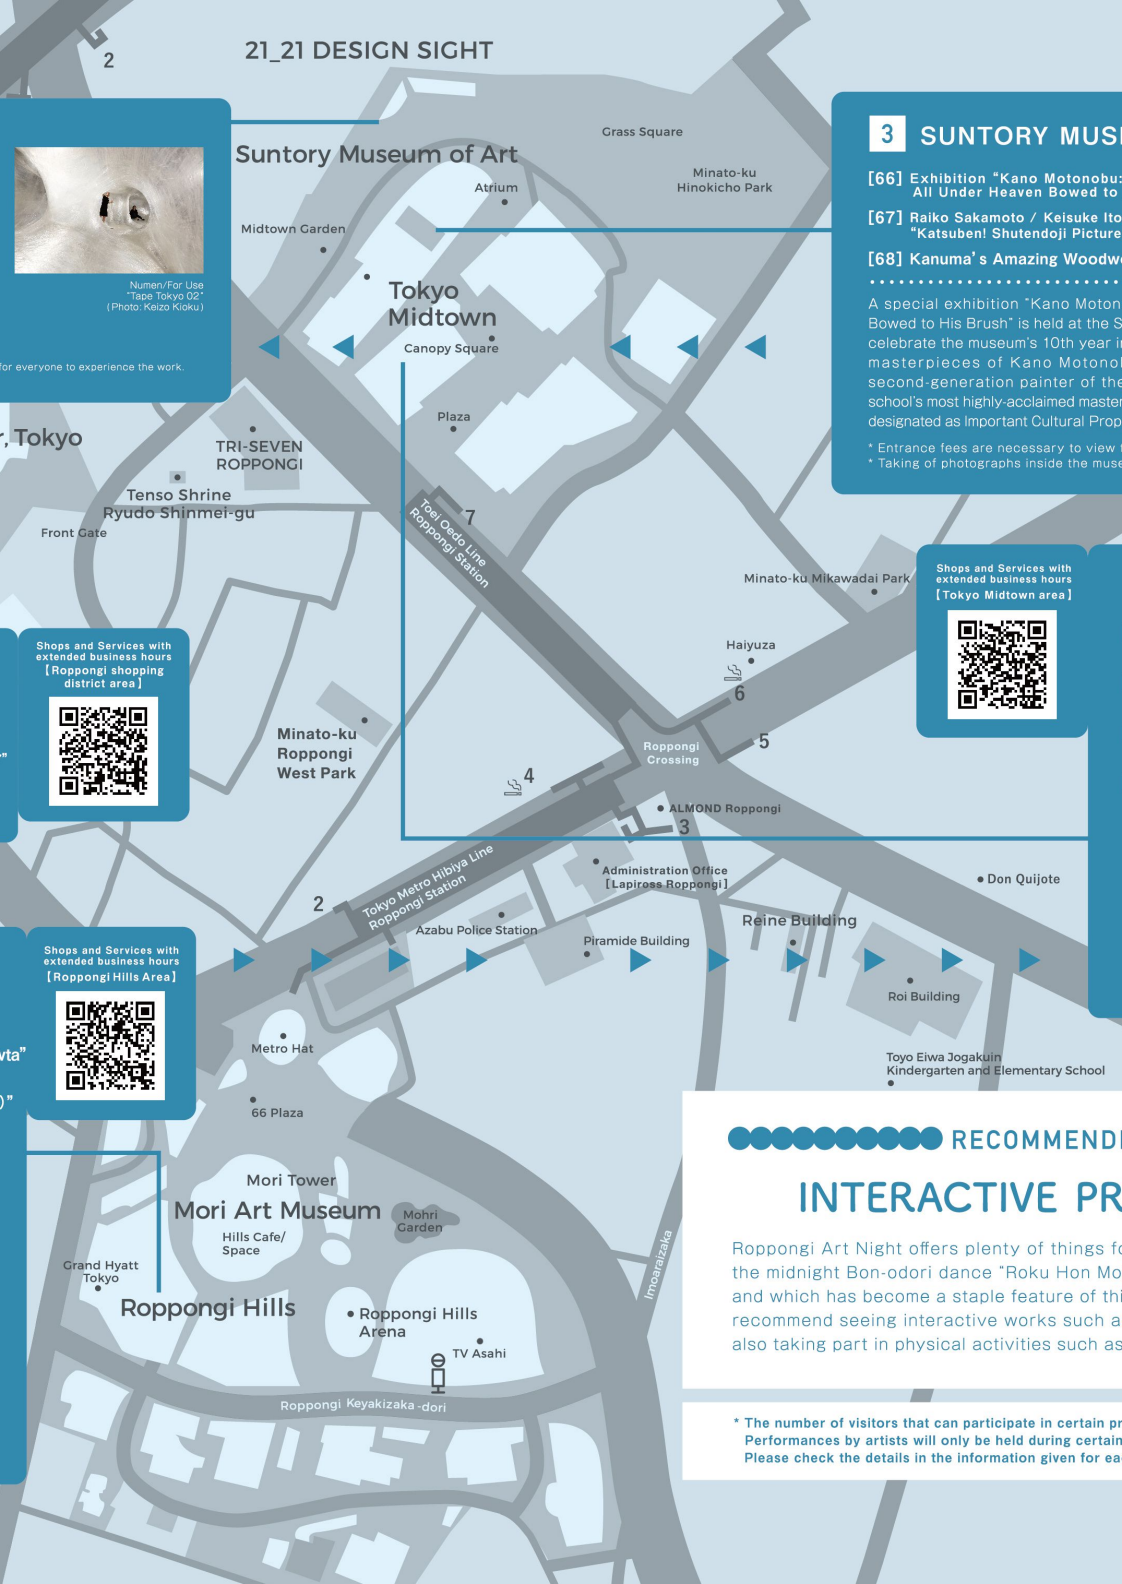 2
21_21 DESIGN SIGHT
Suntory Museum of Art
Atrium
Grass Square
Minato-ku
Hinokicho Park
Midtown Garden
Numen/For Use
"Tape Tokyo 02"
(Photo: Keizo Kioku)
for everyone to experience the work.
3 SUNTORY MUSE
[66] Exhibition "Kano Motonobu:
All Under Heaven Bowed to
[67] Raiko Sakamoto / Keisuke Ito
"Katsuben! Shutendoji Picture
[68] Kanuma's Amazing Woodwo
A special exhibition "Kano Moton
Bowed to His Brush" is held at the S
celebrate the museum's 10th year i
masterpieces of Kano Motonob
second-generation painter of the
school's most highly-acclaimed master
designated as Important Cultural Prop
* Entrance fees are necessary to view t
* Taking of photographs inside the muse
Tokyo
Midtown
Canopy Square
Plaza
r, Tokyo
TRI-SEVEN
ROPPONGI
Tenso Shrine
Ryudo Shinmei-gu
Front Gate
7
Toei Oedo Line
Roppongi Station
Minato-ku Mikawadai Park
Shops and Services with
extended business hours
[Tokyo Midtown area]
Shops and Services with
extended business hours
[Roppongi shopping
district area]
Haiyuza
6
5
Roppongi
Crossing
Minato-ku
Roppongi
West Park
4
ALMOND Roppongi
3
Administration Office
[Lapiross Roppongi]
Tokyo Metro Hibiya Line
Roppongi Station
2
Don Quijote
Azabu Police Station
Piramide Building
Reine Building
Roi Building
Shops and Services with
extended business hours
[Roppongi Hills Area]
wta"
)"
Metro Hat
66 Plaza
Toyo Eiwa Jogakuin
Kindergarten and Elementary School
Mori Tower
Mori Art Museum
Hills Cafe/
Space
Mohri
Garden
Grand Hyatt
Tokyo
Roppongi Hills
Roppongi Hills
Arena
TV Asahi
Imoaraizaka
Roppongi Keyakizaka-dori
RECOMMENDE
INTERACTIVE PR
Roppongi Art Night offers plenty of things fo
the midnight Bon-odori dance "Roku Hon Mo
and which has become a staple feature of thi
recommend seeing interactive works such a
also taking part in physical activities such as
* The number of visitors that can participate in certain pr
Performances by artists will only be held during certain
Please check the details in the information given for ea